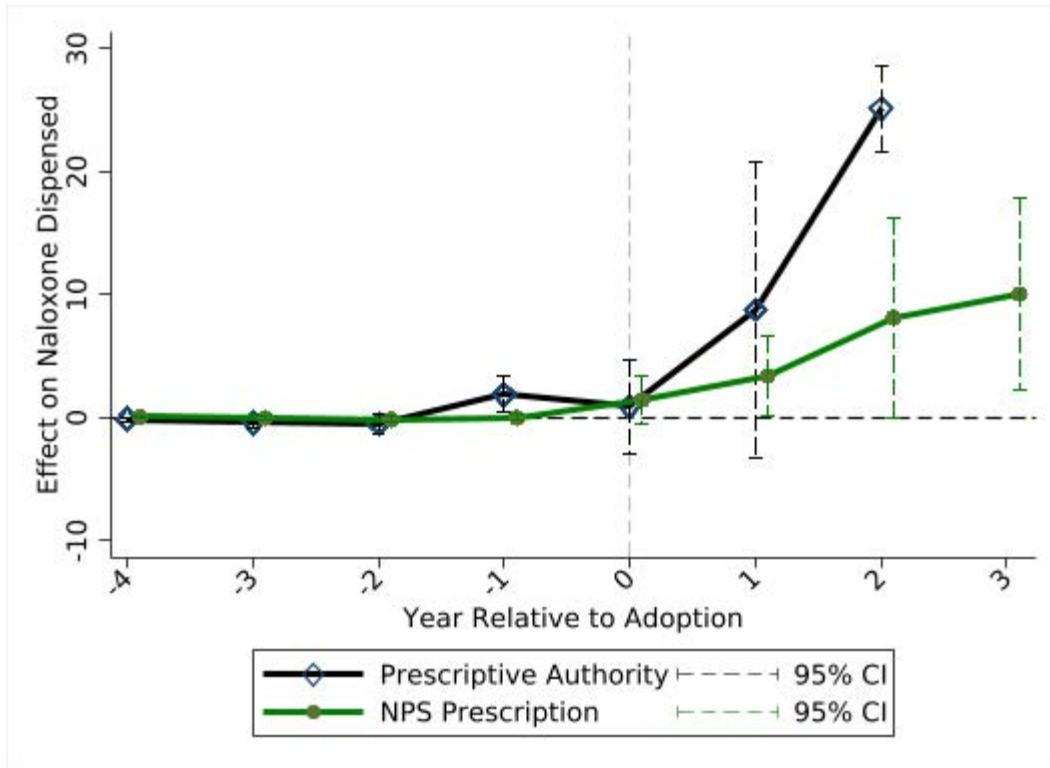 Effect on Naloxone Dispensed
30
20
10
0
-10
-4 -3 -2 -1 0 1 2 3
Year Relative to Adoption
Prescriptive Authority 95% CI
NPS Prescription 95% CI